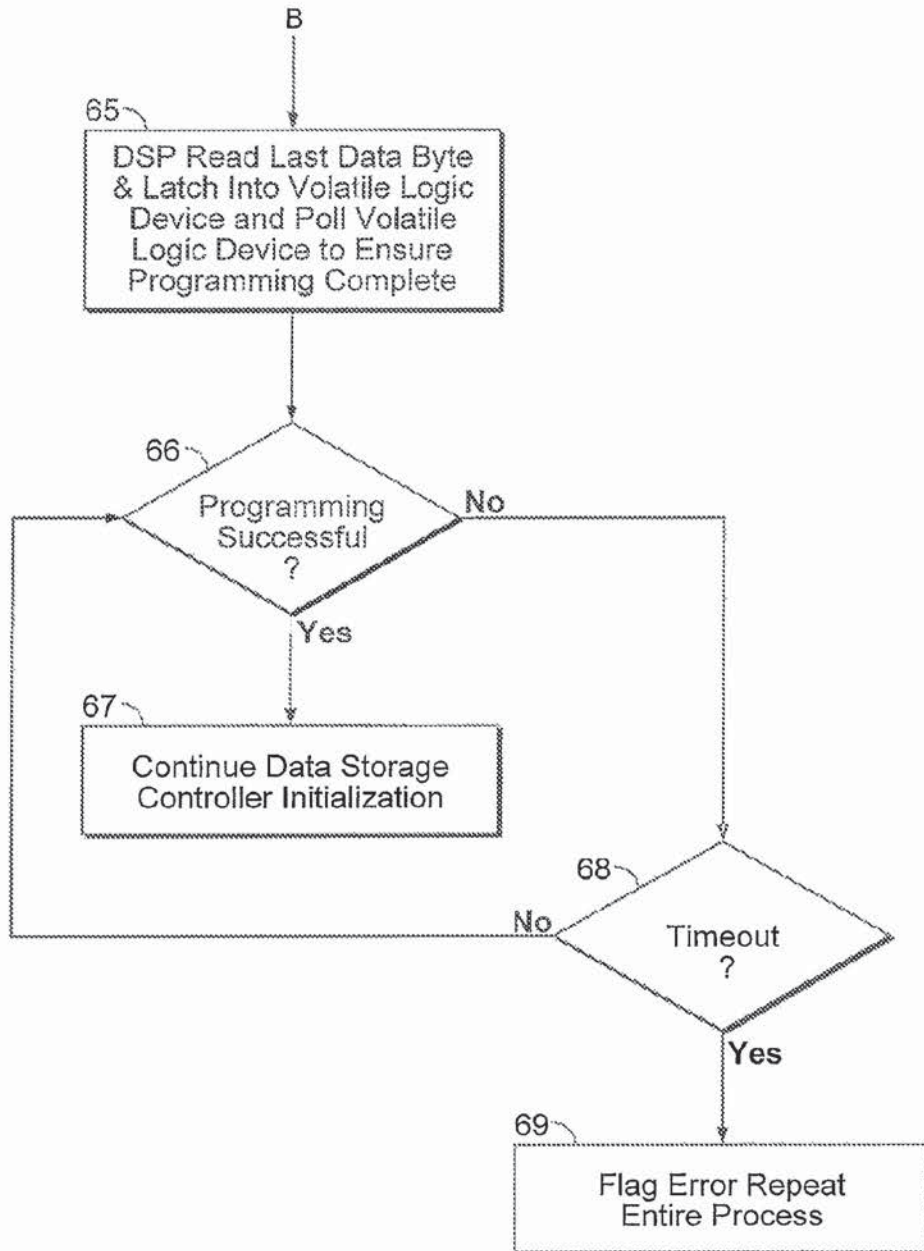 B
65
DSP Read Last Data Byte
& Latch Into Volatile Logic
Device and Poll Volatile
Logic Device to Ensure
Programming Complete
66
Programming
Successful
?
No
Yes
67
Continue Data Storage
Controller Initialization
68
No
Timeout
?
Yes
69
Flag Error Repeat
Entire Process